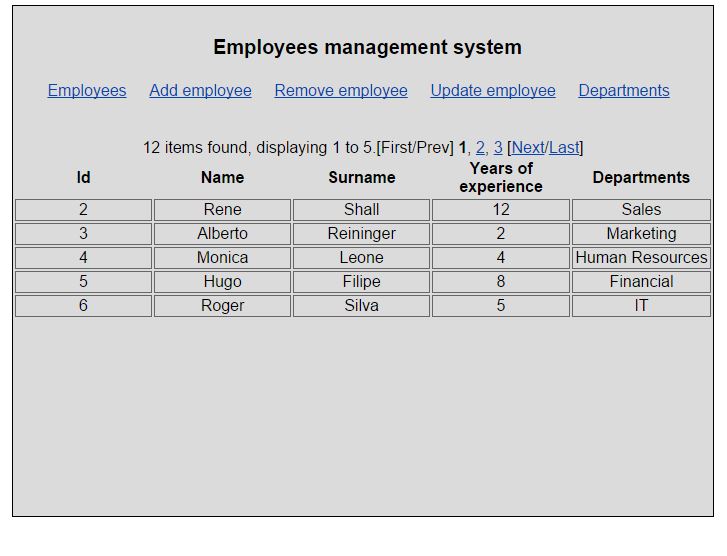 Employees management system
Employees Add employee Remove employee Update employee Departments
12 items found, displaying 1 to 5.[First/Prev] 1, 2, 3 [Next/Last]
Id Name Surname Years of experience Departments
2 Rene Shall 12 Sales
3 Alberto Reininger 2 Marketing
4 Monica Leone 4 Human Resources
5 Hugo Filipe 8 Financial
6 Roger Silva 5 IT